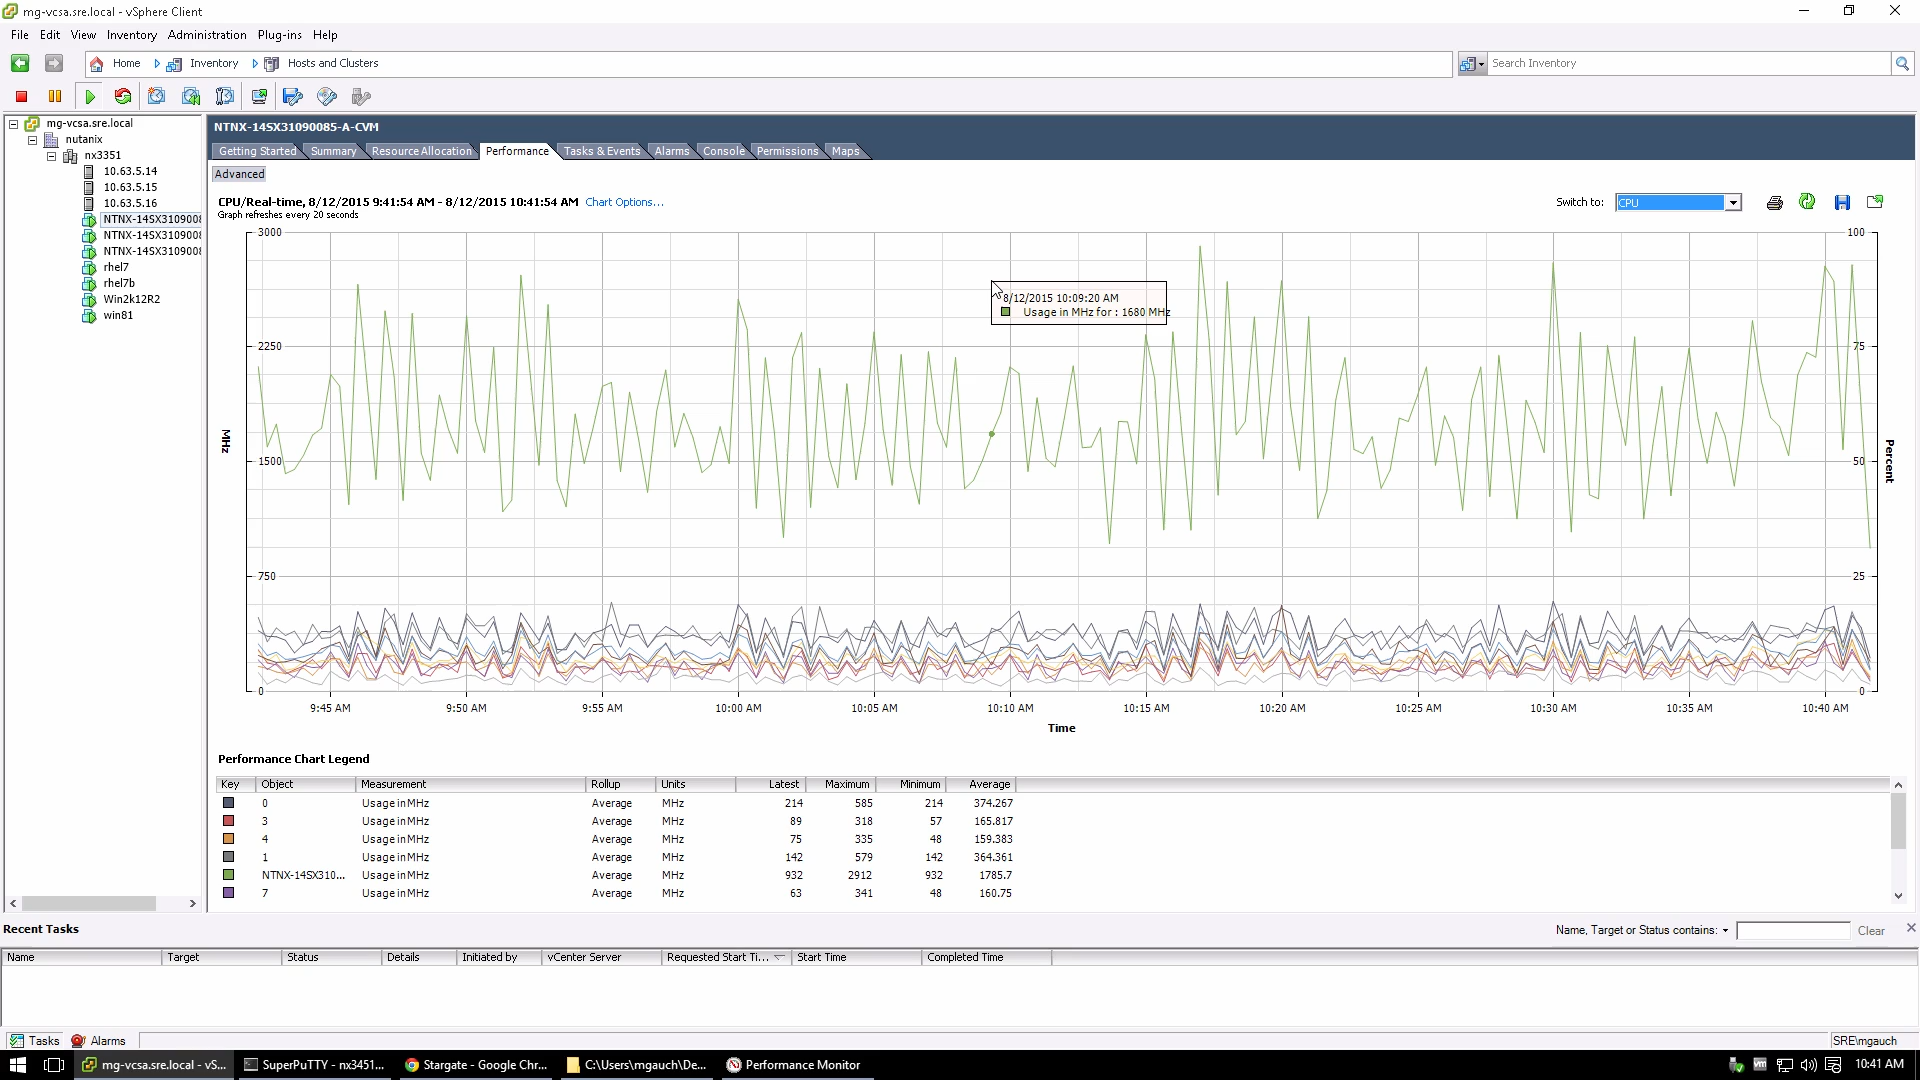 mg-vcsa.sre.local - vSphere Client
File Edit View Inventory Administration Plug-ins Help
Home Inventory Hosts and Clusters
Search Inventory
mg-vcsa.sre.local
nutanix
nx3351
10.63.5.14
10.63.5.15
10.63.5.16
NTNX-14SX3109008
NTNX-14SX3109008
NTNX-14SX3109008
rhel7
rhel7b
Win2k12R2
win81
NTNX-14SX31090085-A-CVM
Getting Started Summary Resource Allocation Performance Tasks & Events Alarms Console Permissions Maps
Advanced
CPU/Real-time, 8/12/2015 9:41:54 AM - 8/12/2015 10:41:54 AM Chart Options...
Graph refreshes every 20 seconds
Switch to: CPU
3000
2250
1500
750
0
MHz
100
75
50
25
0
Percent
8/12/2015 10:09:20 AM
Usage in MHz for : 1680 MHz
9:45 AM 9:50 AM 9:55 AM 10:00 AM 10:05 AM 10:10 AM 10:15 AM 10:20 AM 10:25 AM 10:30 AM 10:35 AM 10:40 AM
Time
Performance Chart Legend
Key Object Measurement Rollup Units Latest Maximum Minimum Average
0 Usage in MHz Average MHz 214 585 214 374.267
3 Usage in MHz Average MHz 89 318 57 165.817
4 Usage in MHz Average MHz 75 335 48 159.383
1 Usage in MHz Average MHz 142 579 142 364.361
NTNX-14SX310... Usage in MHz Average MHz 932 2912 932 1785.7
7 Usage in MHz Average MHz 63 341 48 160.75
Recent Tasks
Name, Target or Status contains: Clear
Name Target Status Details Initiated by vCenter Server Requested Start Ti... Start Time Completed Time
Tasks Alarms
SRE\mgauch
mg-vcsa.sre.local - vS... SuperPuTTY - nx3451... Stargate - Google Chr... C:\Users\mgauch\De... Performance Monitor
vm
10:41 AM